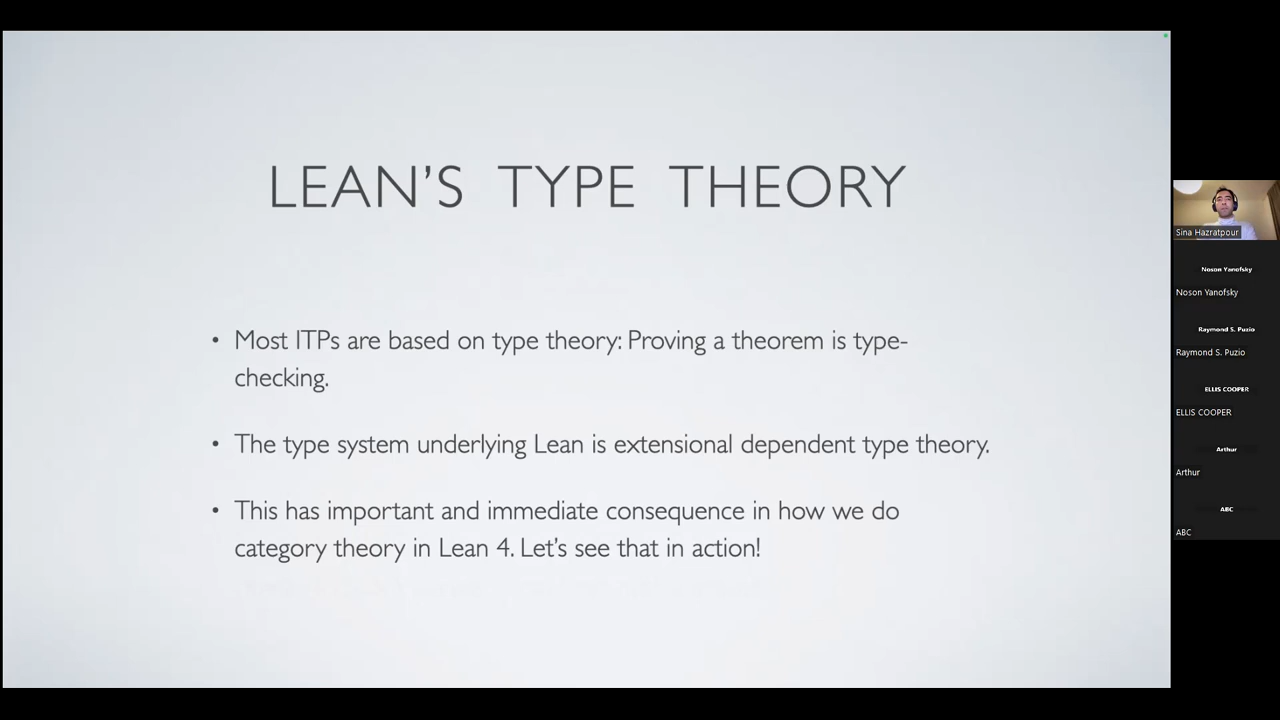 LEAN'S TYPE THEORY
• Most ITPs are based on type theory: Proving a theorem is type-
checking.
• The type system underlying Lean is extensional dependent type theory.
• This has important and immediate consequence in how we do
category theory in Lean 4. Let's see that in action!
Sina Hazratpour
Noson Yanofsky
Noson Yanofsky
Raymond S. Puzio
Raymond S. Puzio
ELLIS COOPER
ELLIS COOPER
Arthur
Arthur
ABC
ABC